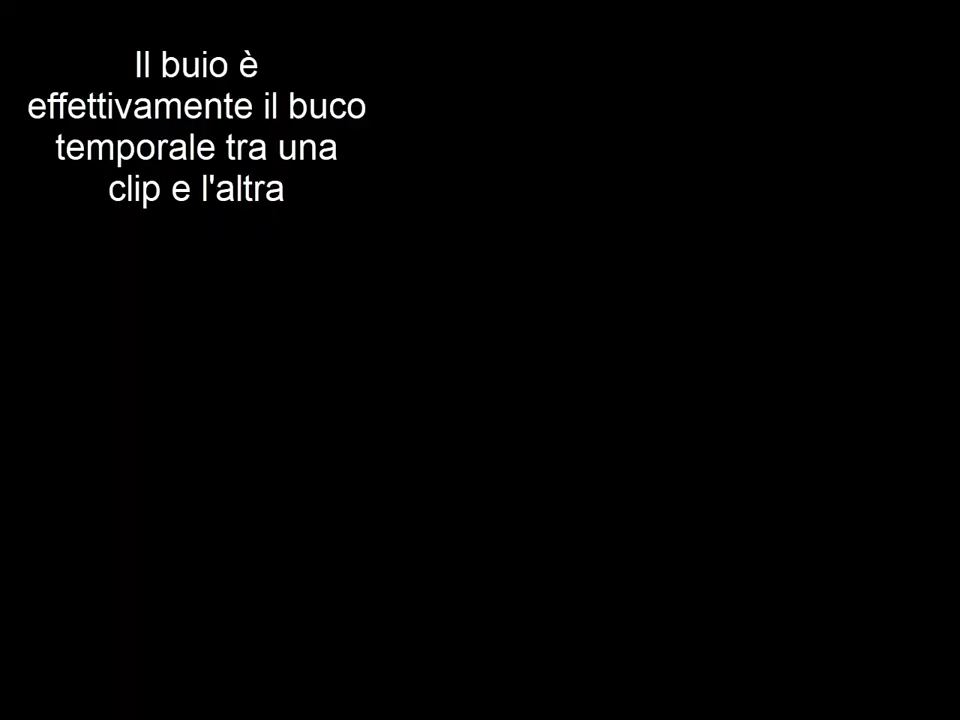 Il buio è
effettivamente il buco
temporale tra una
clip e l'altra